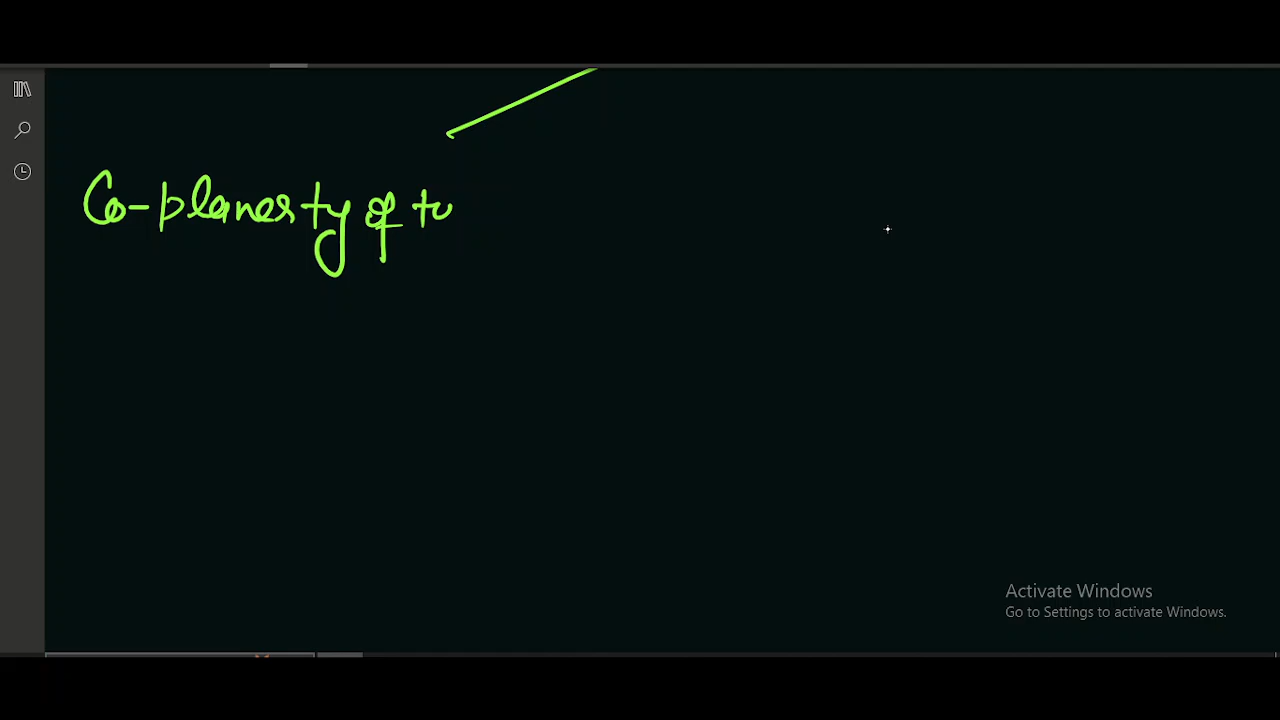 Co-planarity of tw
Activate Windows
Go to Settings to activate Windows.